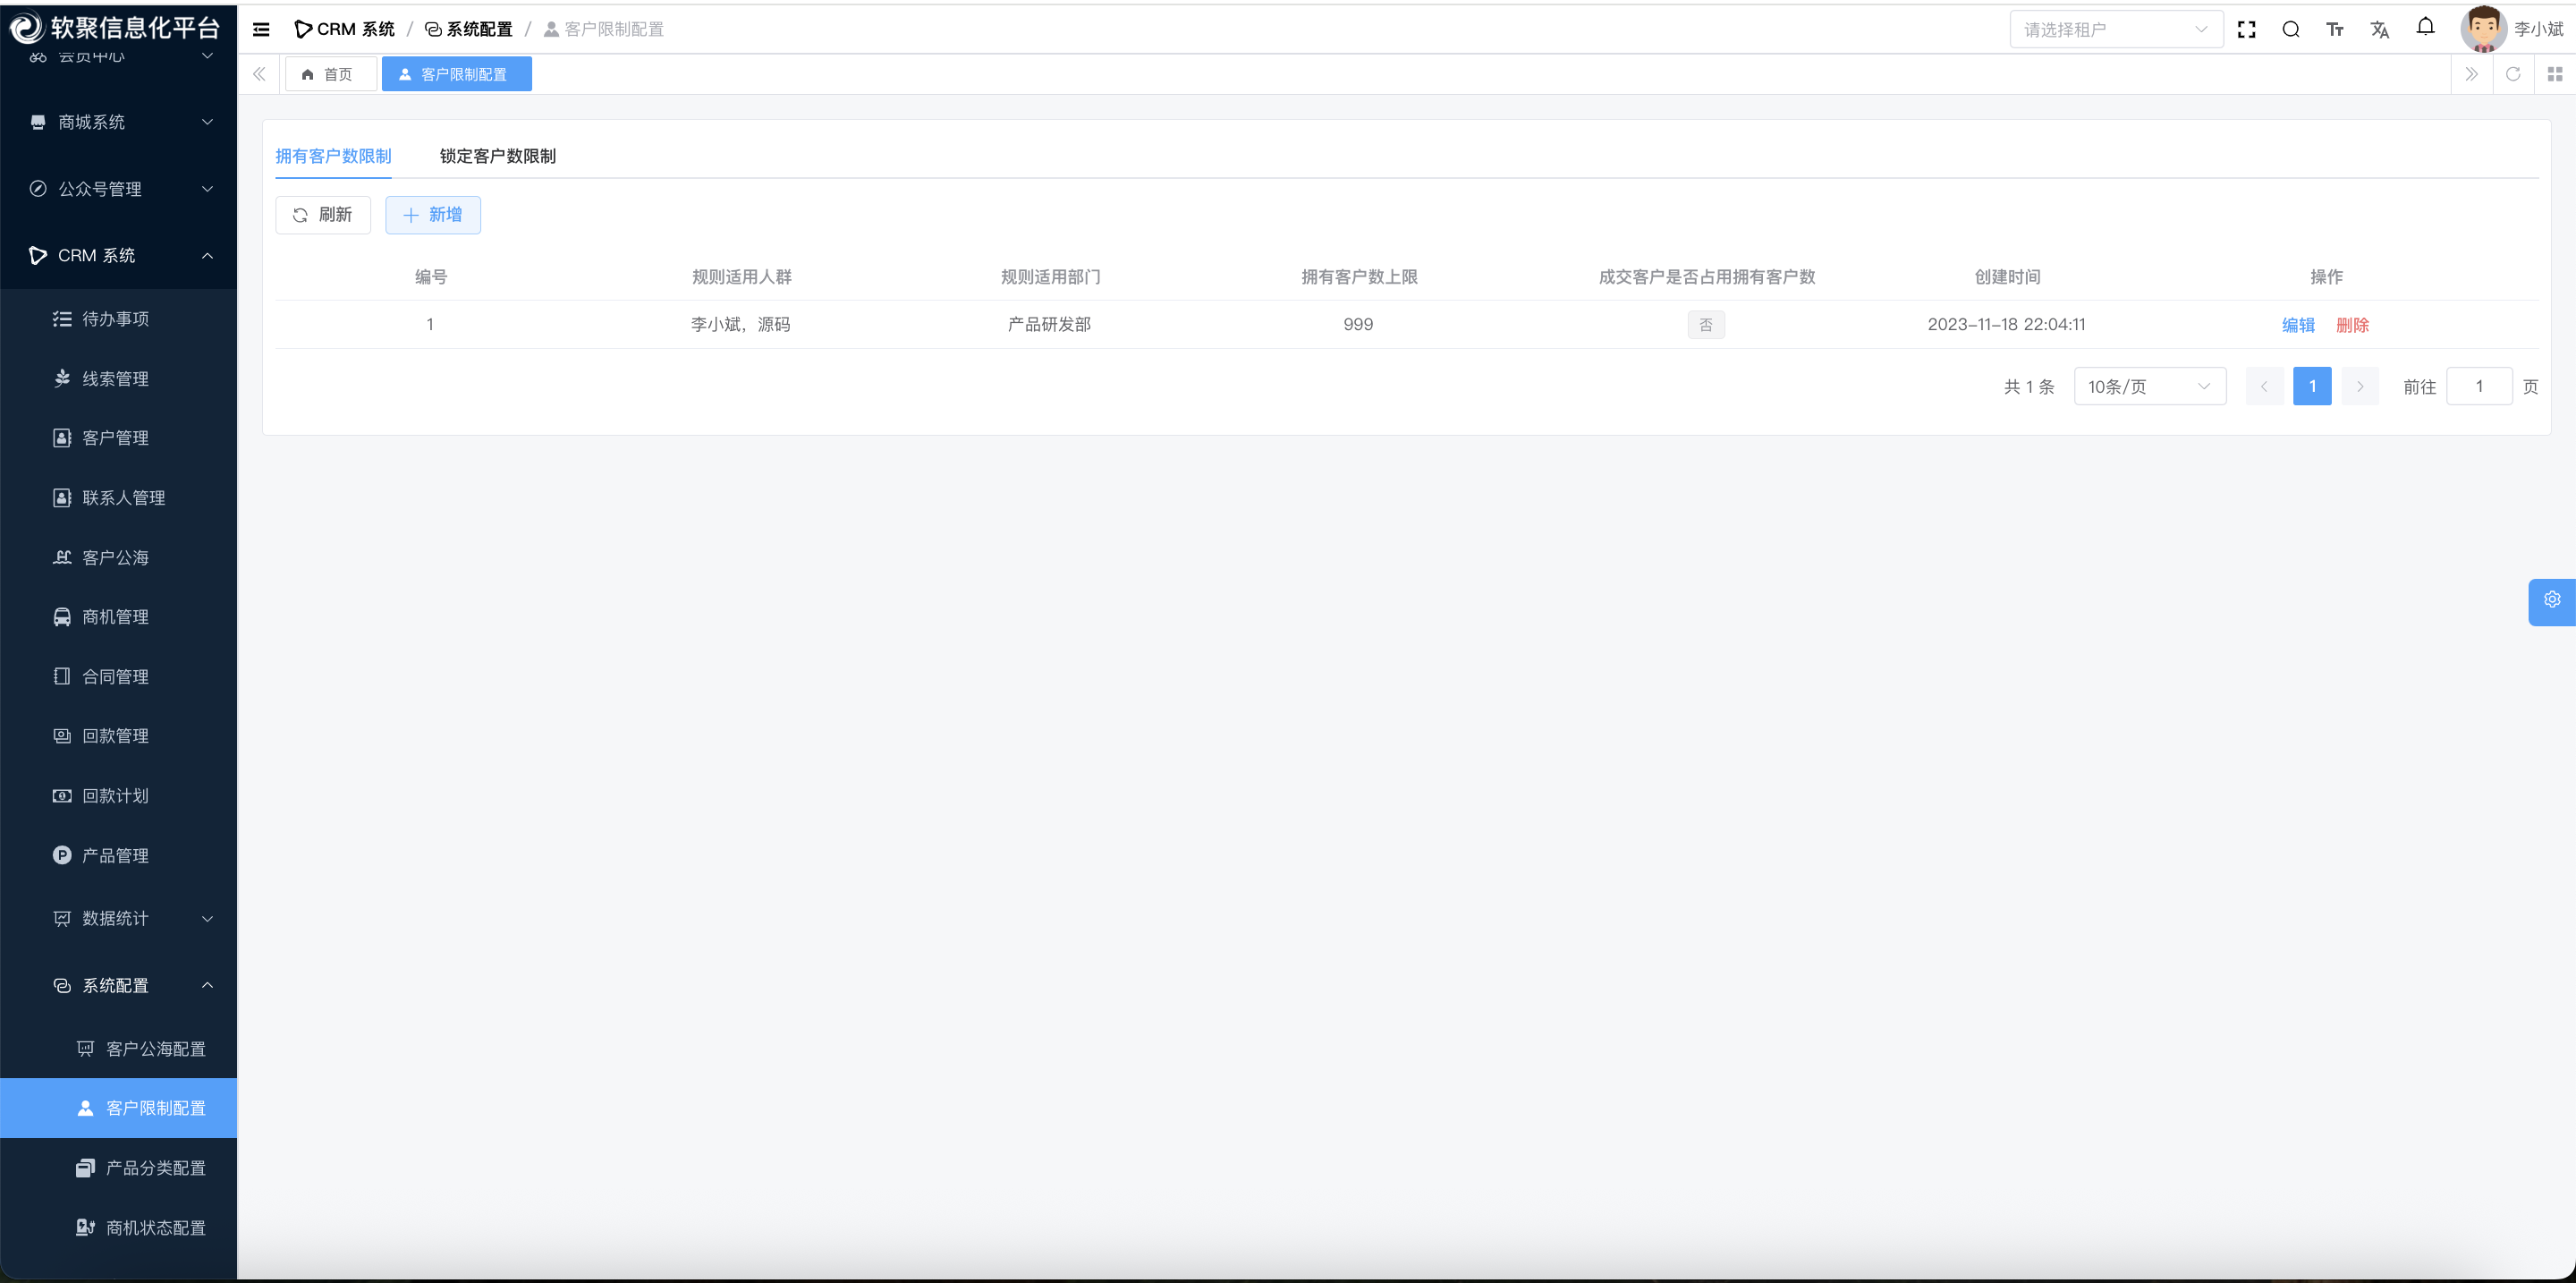 软聚信息化平台
CRM 系统 / 系统配置 / 客户限制配置
请选择租户
李小斌
首页
客户限制配置
会员中心
商城系统
公众号管理
CRM 系统
待办事项
线索管理
客户管理
联系人管理
客户公海
商机管理
合同管理
回款管理
回款计划
产品管理
数据统计
系统配置
客户公海配置
客户限制配置
产品分类配置
商机状态配置
拥有客户数限制 锁定客户数限制
刷新 新增
编号 规则适用人群 规则适用部门 拥有客户数上限 成交客户是否占用拥有客户数 创建时间 操作
1 李小斌，源码 产品研发部 999 否 2023-11-18 22:04:11 编辑 删除
共 1 条 10条/页 1 前往 1 页